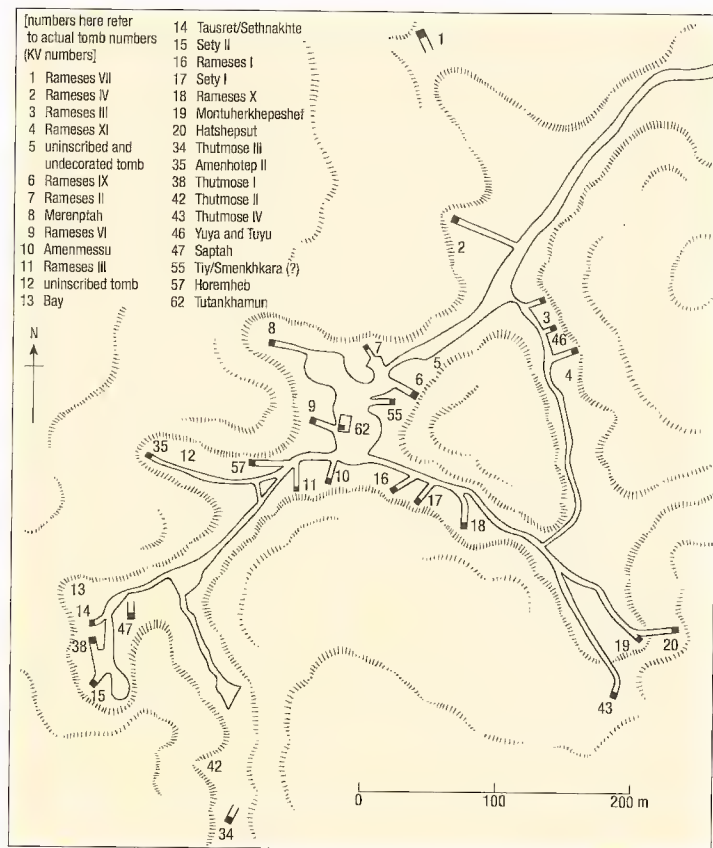 [numbers here refer
to actual tomb numbers
(KV numbers]
1 Rameses VII
2 Rameses IV
3 Rameses III
4 Rameses XI
5 uninscribed and
undecorated tomb
6 Rameses IX
7 Rameses II
8 Merenptah
9 Rameses VI
10 Amenmessu
11 Rameses III
12 uninscribed tomb
13 Bay
14 Tausret/Sethnakhte
15 Sety II
16 Rameses I
17 Sety I
18 Rameses X
19 Montuherkhepeshef
20 Hatshepsut
34 Thutmose III
35 Amenhotep II
38 Thutmose I
42 Thutmose II
43 Thutmose IV
46 Yuya and Tuyu
47 Saptah
55 Tiy/Smenkhkara (?)
57 Horemheb
62 Tutankhamun
N
1
2
3
46
4
8
7
5
6
55
9
62
35
12
57
11
10
16
17
18
13
14
47
38
15
19
20
43
42
34
0 100 200 m